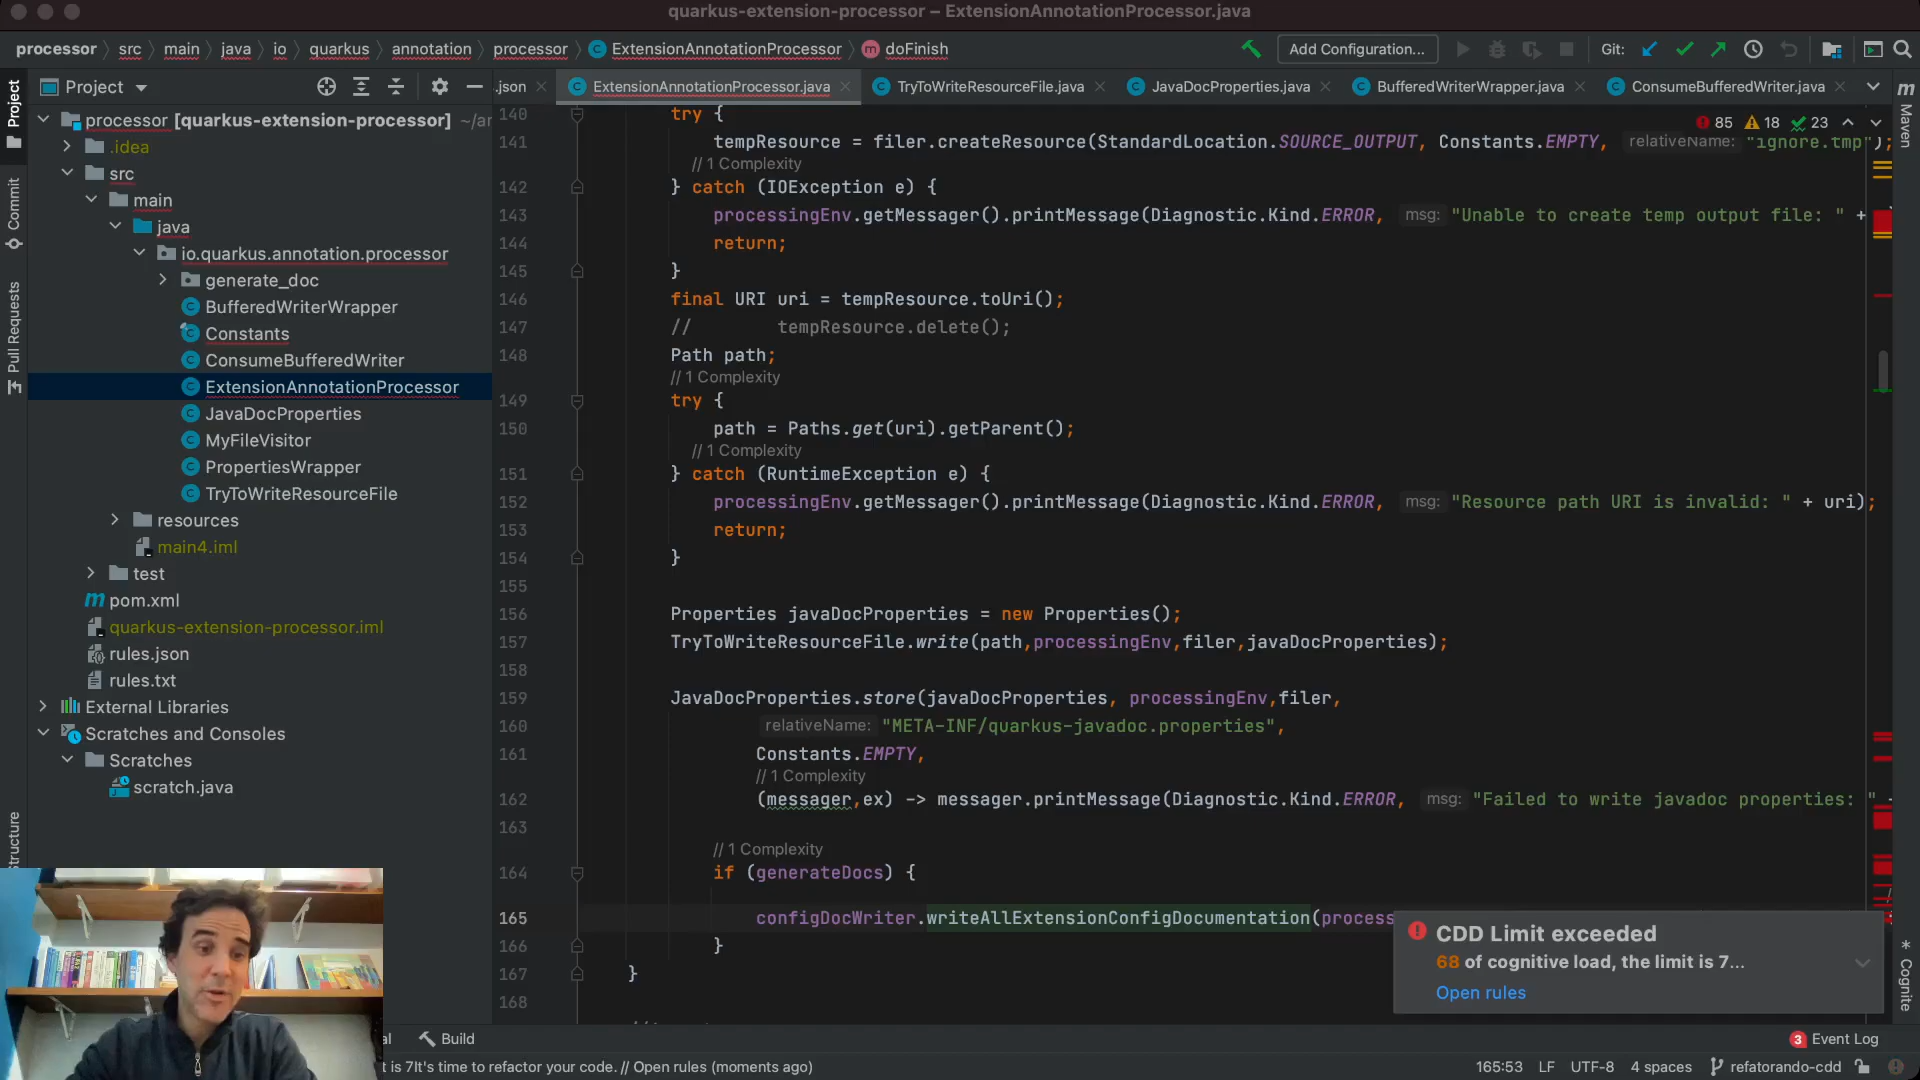 quarkus-extension-processor – ExtensionAnnotationProcessor.java
processor src main java io quarkus annotation processor ExtensionAnnotationProcessor doFinish
Add Configuration...
Git:
Project
.json
ExtensionAnnotationProcessor.java
TryToWriteResourceFile.java
JavaDocProperties.java
BufferedWriterWrapper.java
ConsumeBufferedWriter.java
Project
Commit
Pull Requests
Structure
processor [quarkus-extension-processor] ~/ar
.idea
src
main
java
io.quarkus.annotation.processor
generate_doc
BufferedWriterWrapper
Constants
ConsumeBufferedWriter
ExtensionAnnotationProcessor
JavaDocProperties
MyFileVisitor
PropertiesWrapper
TryToWriteResourceFile
resources
main4.iml
test
pom.xml
quarkus-extension-processor.iml
rules.json
rules.txt
External Libraries
Scratches and Consoles
Scratches
scratch.java
85 18 23
140 try {
141 tempResource = filer.createResource(StandardLocation.SOURCE_OUTPUT, Constants.EMPTY, relativeName: "ignore.tmp");
// 1 Complexity
142 } catch (IOException e) {
143 processingEnv.getMessager().printMessage(Diagnostic.Kind.ERROR, msg: "Unable to create temp output file: " +
144 return;
145 }
146 final URI uri = tempResource.toUri();
147 // tempResource.delete();
148 Path path;
// 1 Complexity
149 try {
150 path = Paths.get(uri).getParent();
// 1 Complexity
151 } catch (RuntimeException e) {
152 processingEnv.getMessager().printMessage(Diagnostic.Kind.ERROR, msg: "Resource path URI is invalid: " + uri);
153 return;
154 }
155
156 Properties javaDocProperties = new Properties();
157 TryToWriteResourceFile.write(path,processingEnv,filer,javaDocProperties);
158
159 JavaDocProperties.store(javaDocProperties, processingEnv,filer,
160 relativeName: "META-INF/quarkus-javadoc.properties",
161 Constants.EMPTY,
// 1 Complexity
162 (messager,ex) -> messager.printMessage(Diagnostic.Kind.ERROR, msg: "Failed to write javadoc properties: "
163
// 1 Complexity
164 if (generateDocs) {
165 configDocWriter.writeAllExtensionConfigDocumentation(process
166 }
167 }
168
CDD Limit exceeded
68 of cognitive load, the limit is 7...
Open rules
Maven
Cognite
Build
3 Event Log
t is 7It's time to refactor your code. // Open rules (moments ago)
165:53 LF UTF-8 4 spaces refatorando-cdd